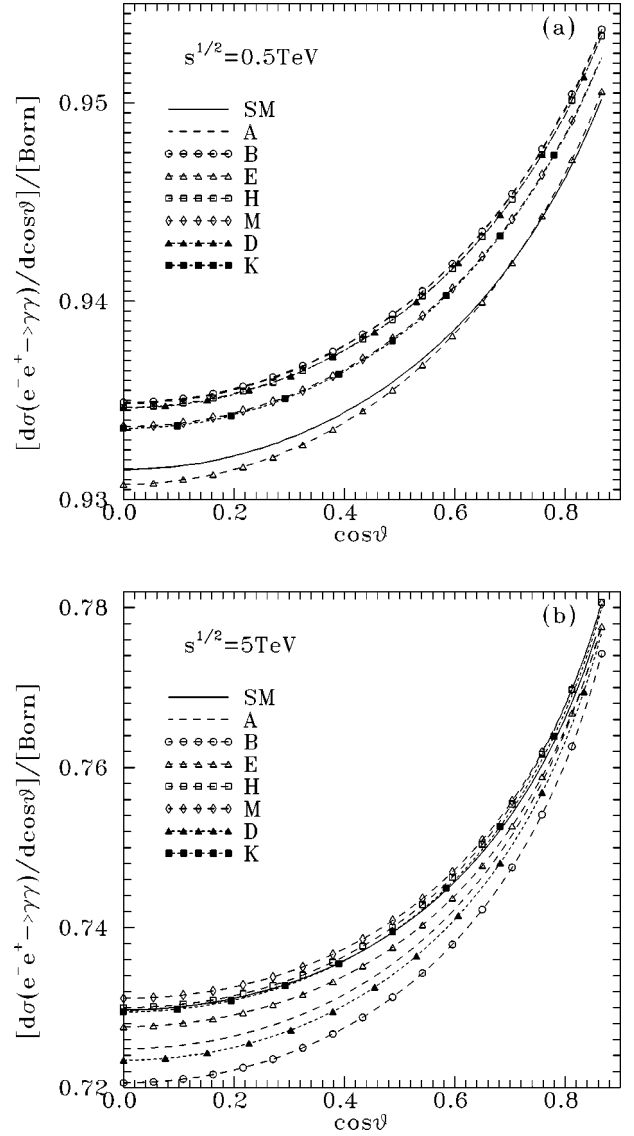 (a)
s^1/2=0.5TeV
SM
A
B
E
H
M
D
K
[dσ(e⁻e⁺−>γγ)/dcosϑ]/[Born]
0.95
0.94
0.93
0.0 0.2 0.4 0.6 0.8
cosϑ
(b)
s^1/2=5TeV
SM
A
B
E
H
M
D
K
[dσ(e⁻e⁺−>γγ)/dcosϑ]/[Born]
0.78
0.76
0.74
0.72
0.0 0.2 0.4 0.6 0.8
cosϑ